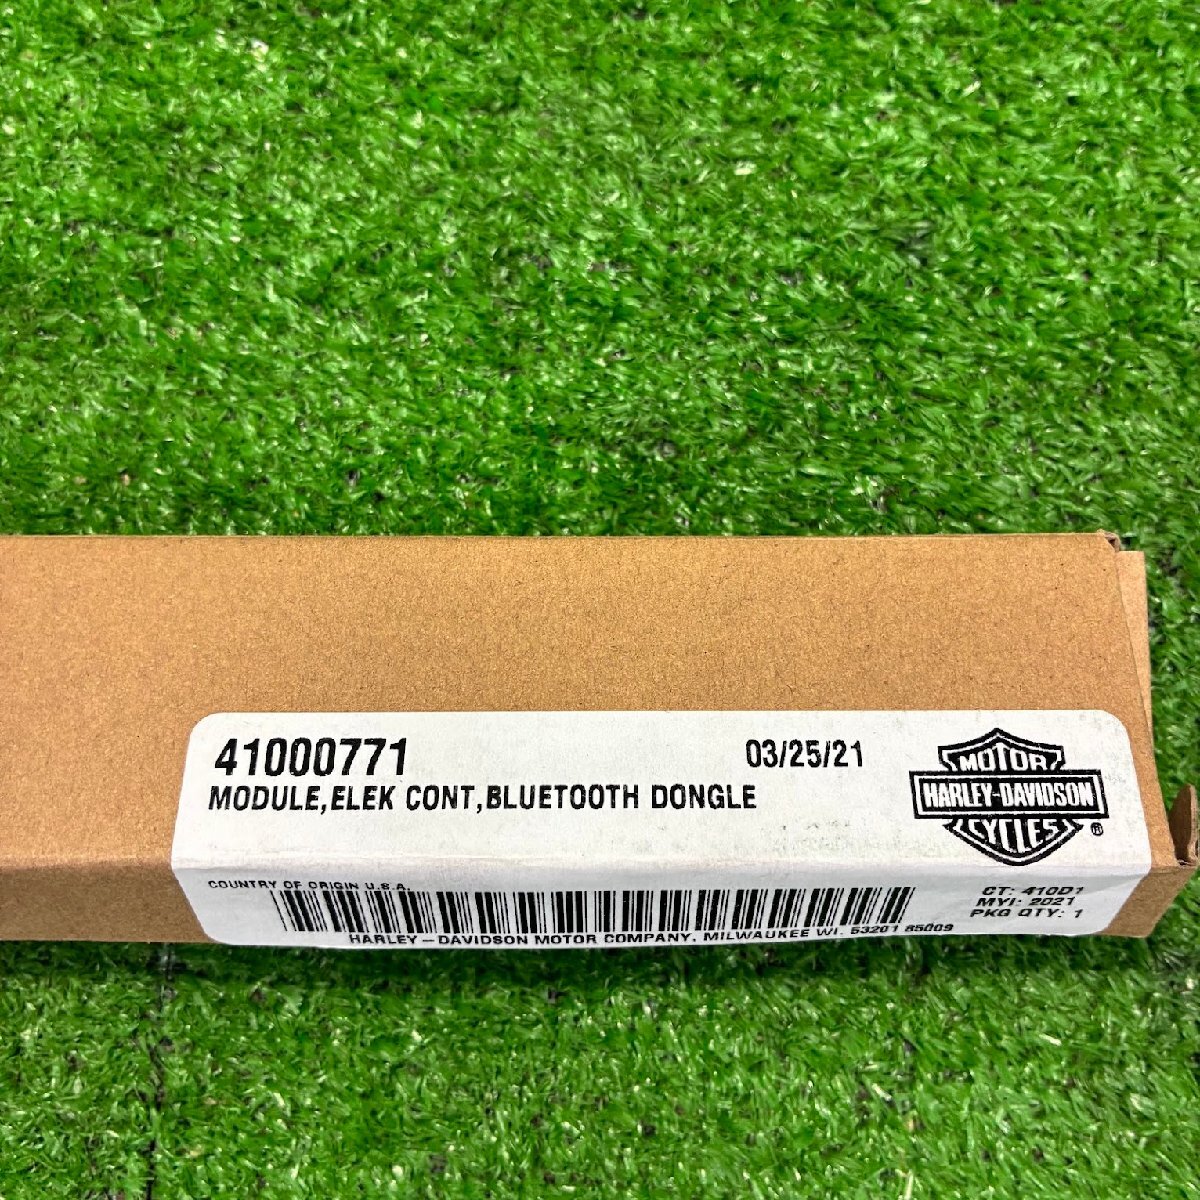 41000771
03/25/21
MODULE,ELEK CONT,BLUETOOTH DONGLE
MOTOR
HARLEY-DAVIDSON
CYCLES
®
COUNTRY OF ORIGIN U.S.A.
CT: 410D1
MYI: 2021
PKG QTY: 1
HARLEY-DAVIDSON MOTOR COMPANY, MILWAUKEE WI. 53201 85009